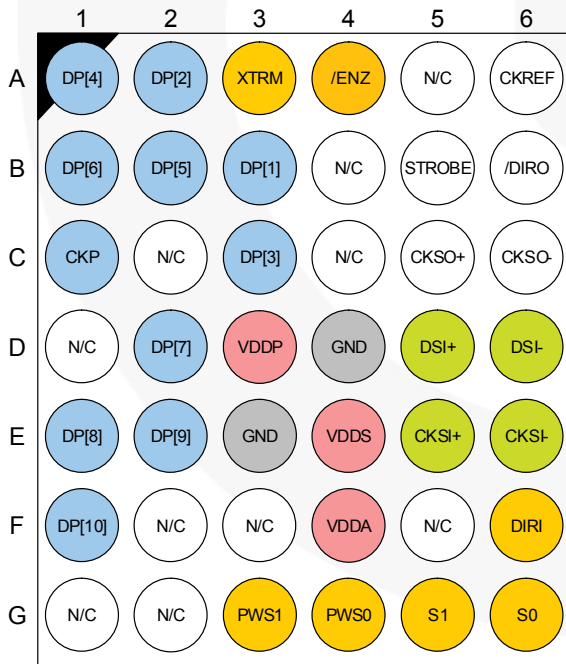 1 2 3 4 5 6
A DP[4] DP[2] XTRM /ENZ N/C CKREF
B DP[6] DP[5] DP[1] N/C STROBE /DIRO
C CKP N/C DP[3] N/C CKSO+ CKSO-
D N/C DP[7] VDDP GND DSI+ DSI-
E DP[8] DP[9] GND VDDS CKSI+ CKSI-
F DP[10] N/C N/C VDDA N/C DIRI
G N/C N/C PWS1 PWS0 S1 S0